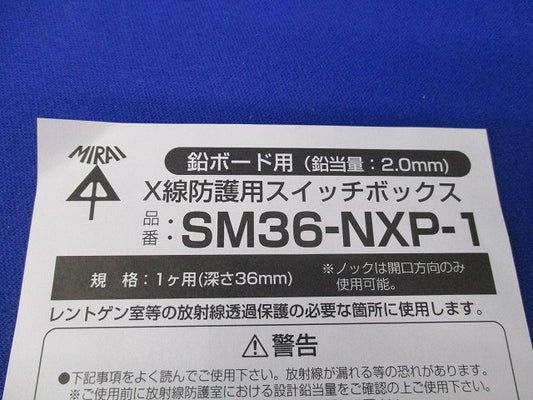 MIRAI
鉛ボード用（鉛当量：2.0mm）
X線防護用スイッチボックス
品番：SM36-NXP-1
規格：1ヶ用(深さ36mm)
※ノックは開口方向のみ
使用可能。
レントゲン室等の放射線透過保護の必要な箇所に使用します。
⚠警告
●下記事項をよく読んでご使用下さい。放射線が漏れる等の恐れがあります。
※ご使用前に放射線防護室における設計鉛当量をご確認の上ご使用下さい。